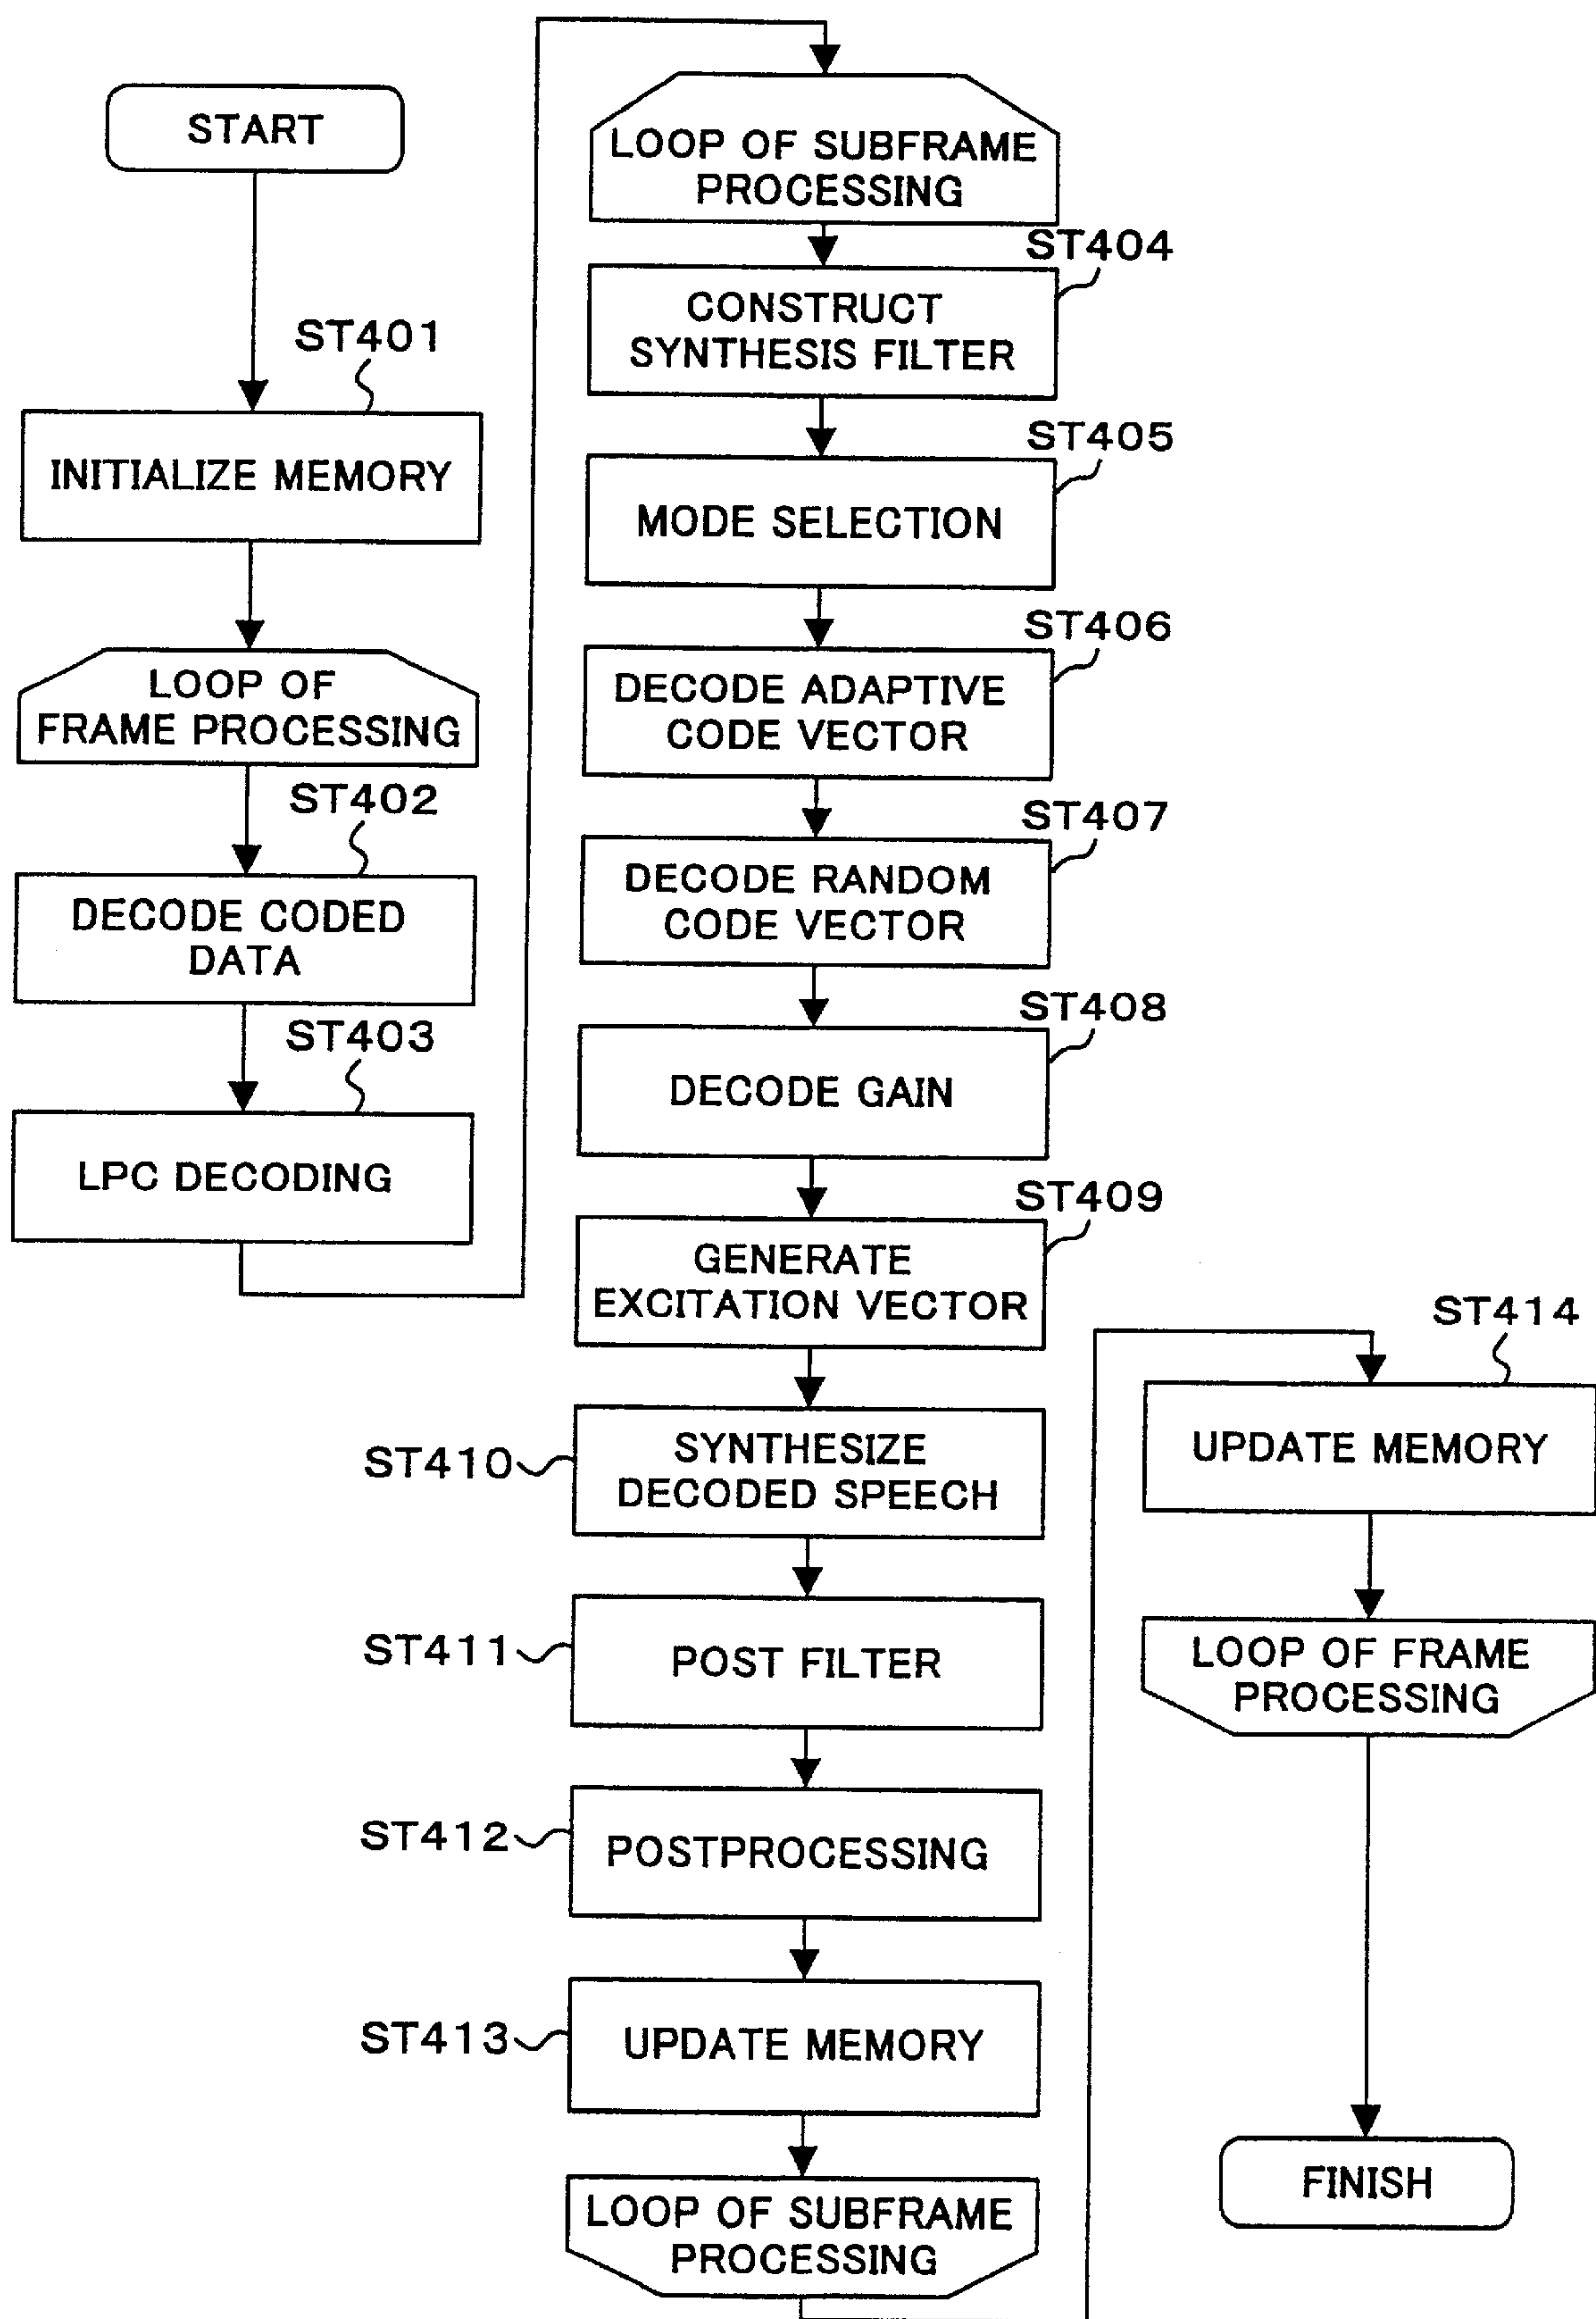 START
ST401
INITIALIZE MEMORY
LOOP OF
FRAME PROCESSING
ST402
DECODE CODED
DATA
ST403
LPC DECODING
LOOP OF SUBFRAME
PROCESSING
ST404
CONSTRUCT
SYNTHESIS FILTER
ST405
MODE SELECTION
ST406
DECODE ADAPTIVE
CODE VECTOR
ST407
DECODE RANDOM
CODE VECTOR
ST408
DECODE GAIN
ST409
GENERATE
EXCITATION VECTOR
ST410
SYNTHESIZE
DECODED SPEECH
ST411
POST FILTER
ST412
POSTPROCESSING
ST413
UPDATE MEMORY
LOOP OF SUBFRAME
PROCESSING
ST414
UPDATE MEMORY
LOOP OF FRAME
PROCESSING
FINISH